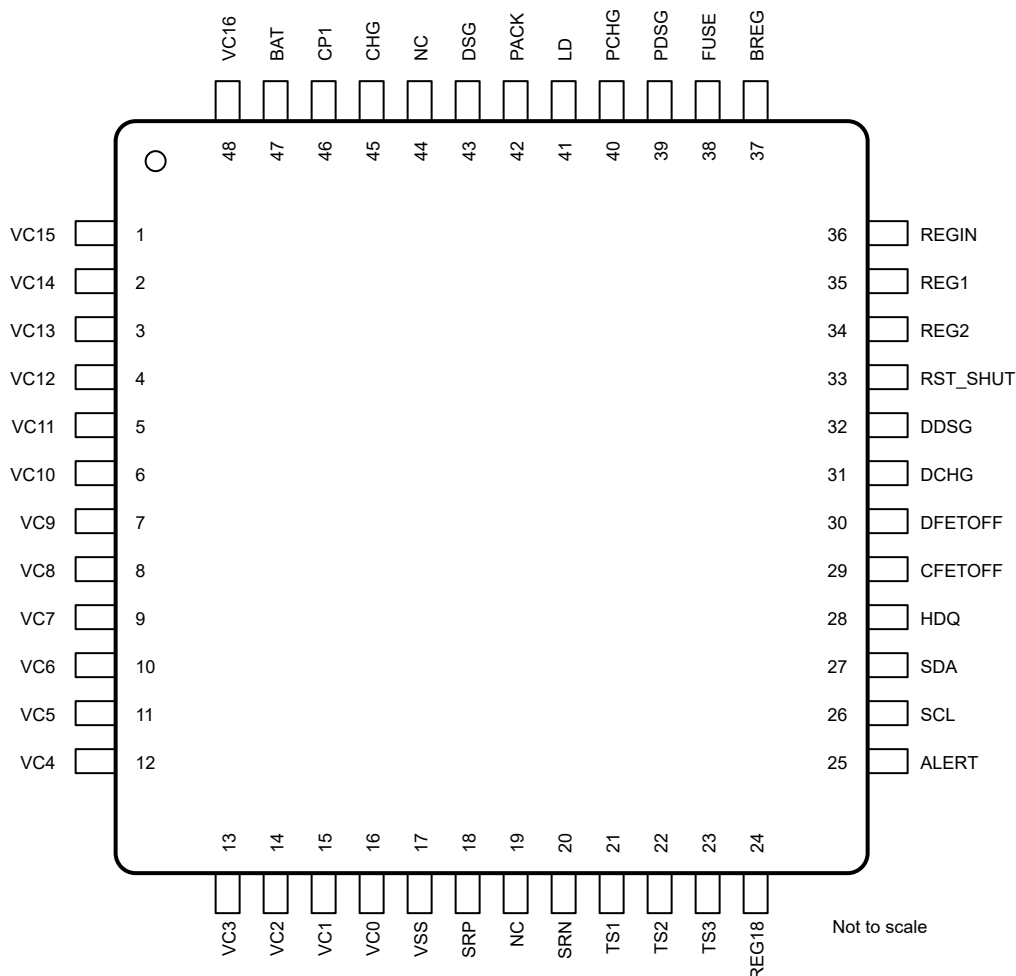 VC16 BAT CP1 CHG NC DSG PACK LD PCHG PDSG FUSE BREG
48 47 46 45 44 43 42 41 40 39 38 37
VC15 1 36 REGIN
VC14 2 35 REG1
VC13 3 34 REG2
VC12 4 33 RST_SHUT
VC11 5 32 DDSG
VC10 6 31 DCHG
VC9 7 30 DFETOFF
VC8 8 29 CFETOFF
VC7 9 28 HDQ
VC6 10 27 SDA
VC5 11 26 SCL
VC4 12 25 ALERT
13 14 15 16 17 18 19 20 21 22 23 24
VC3 VC2 VC1 VC0 VSS SRP NC SRN TS1 TS2 TS3 REG18
Not to scale